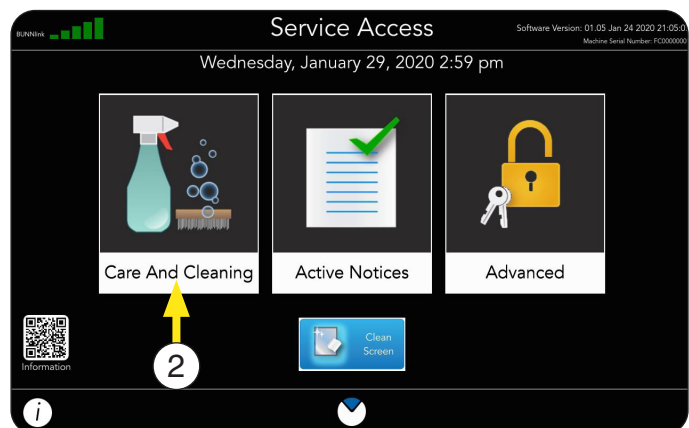 BUNNlink
Service Access
Software Version: 01.05 Jan 24 2020 21:05:0
Machine Serial Number: FC0000000
Wednesday, January 29, 2020 2:59 pm
Care And Cleaning
Active Notices
Advanced
Clean
Screen
Information
2
i